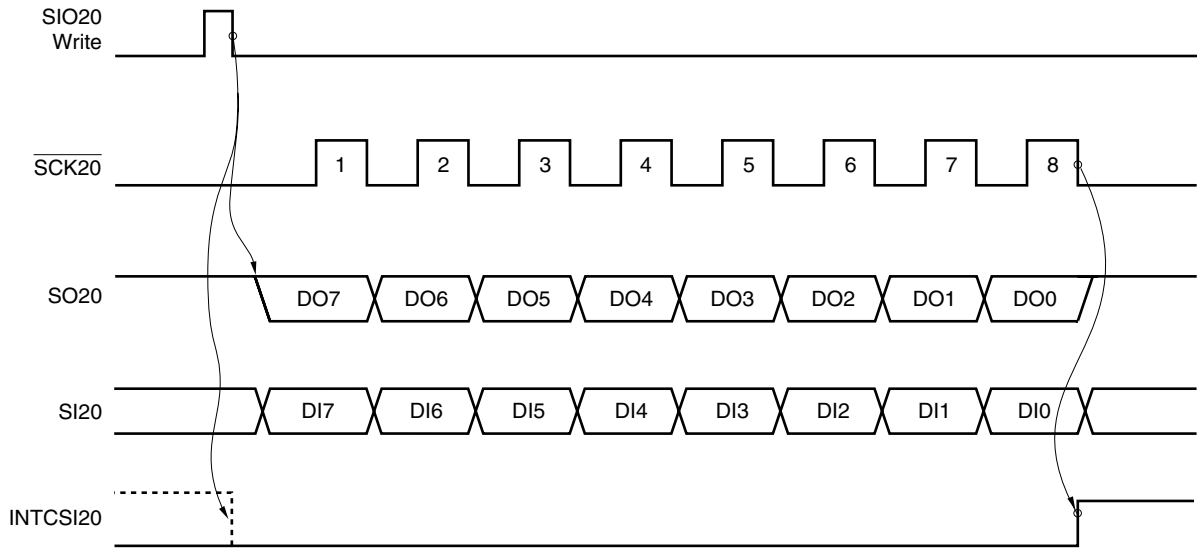 SIO20
Write
SCK20
1 2 3 4 5 6 7 8
SO20
DO7 DO6 DO5 DO4 DO3 DO2 DO1 DO0
SI20
DI7 DI6 DI5 DI4 DI3 DI2 DI1 DI0
INTCSI20